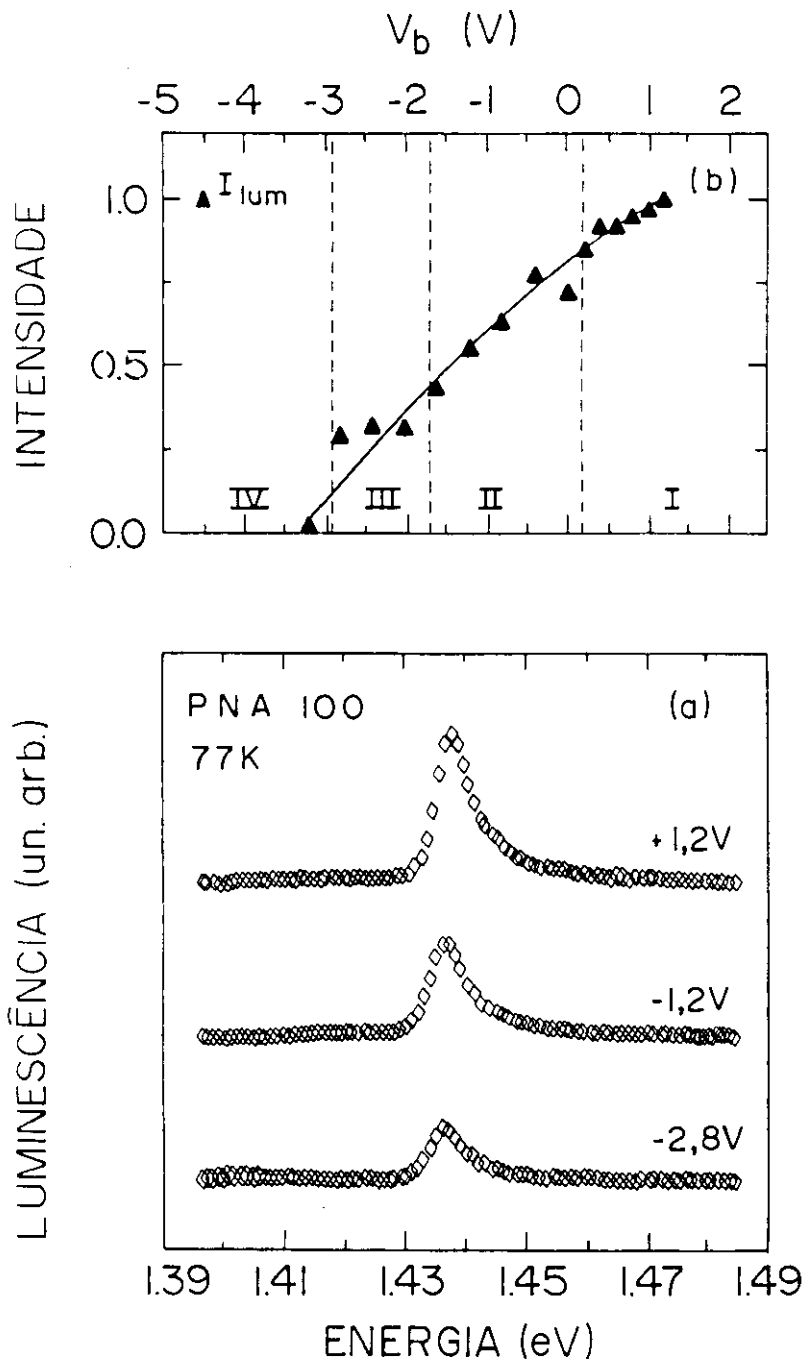 V_b (V)
-5 -4 -3 -2 -1 0 1 2
INTENSIDADE
1.0
0.5
0.0
▲ I_lum
(b)
IV III II I
LUMINESCÊNCIA (un. arb.)
PNA 100
77K
(a)
+1,2V
-1,2V
-2,8V
1.39 1.41 1.43 1.45 1.47 1.49
ENERGIA (eV)